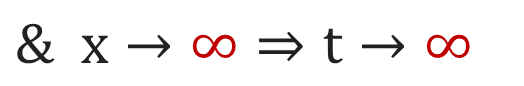 & x → ∞ ⇒ t → ∞